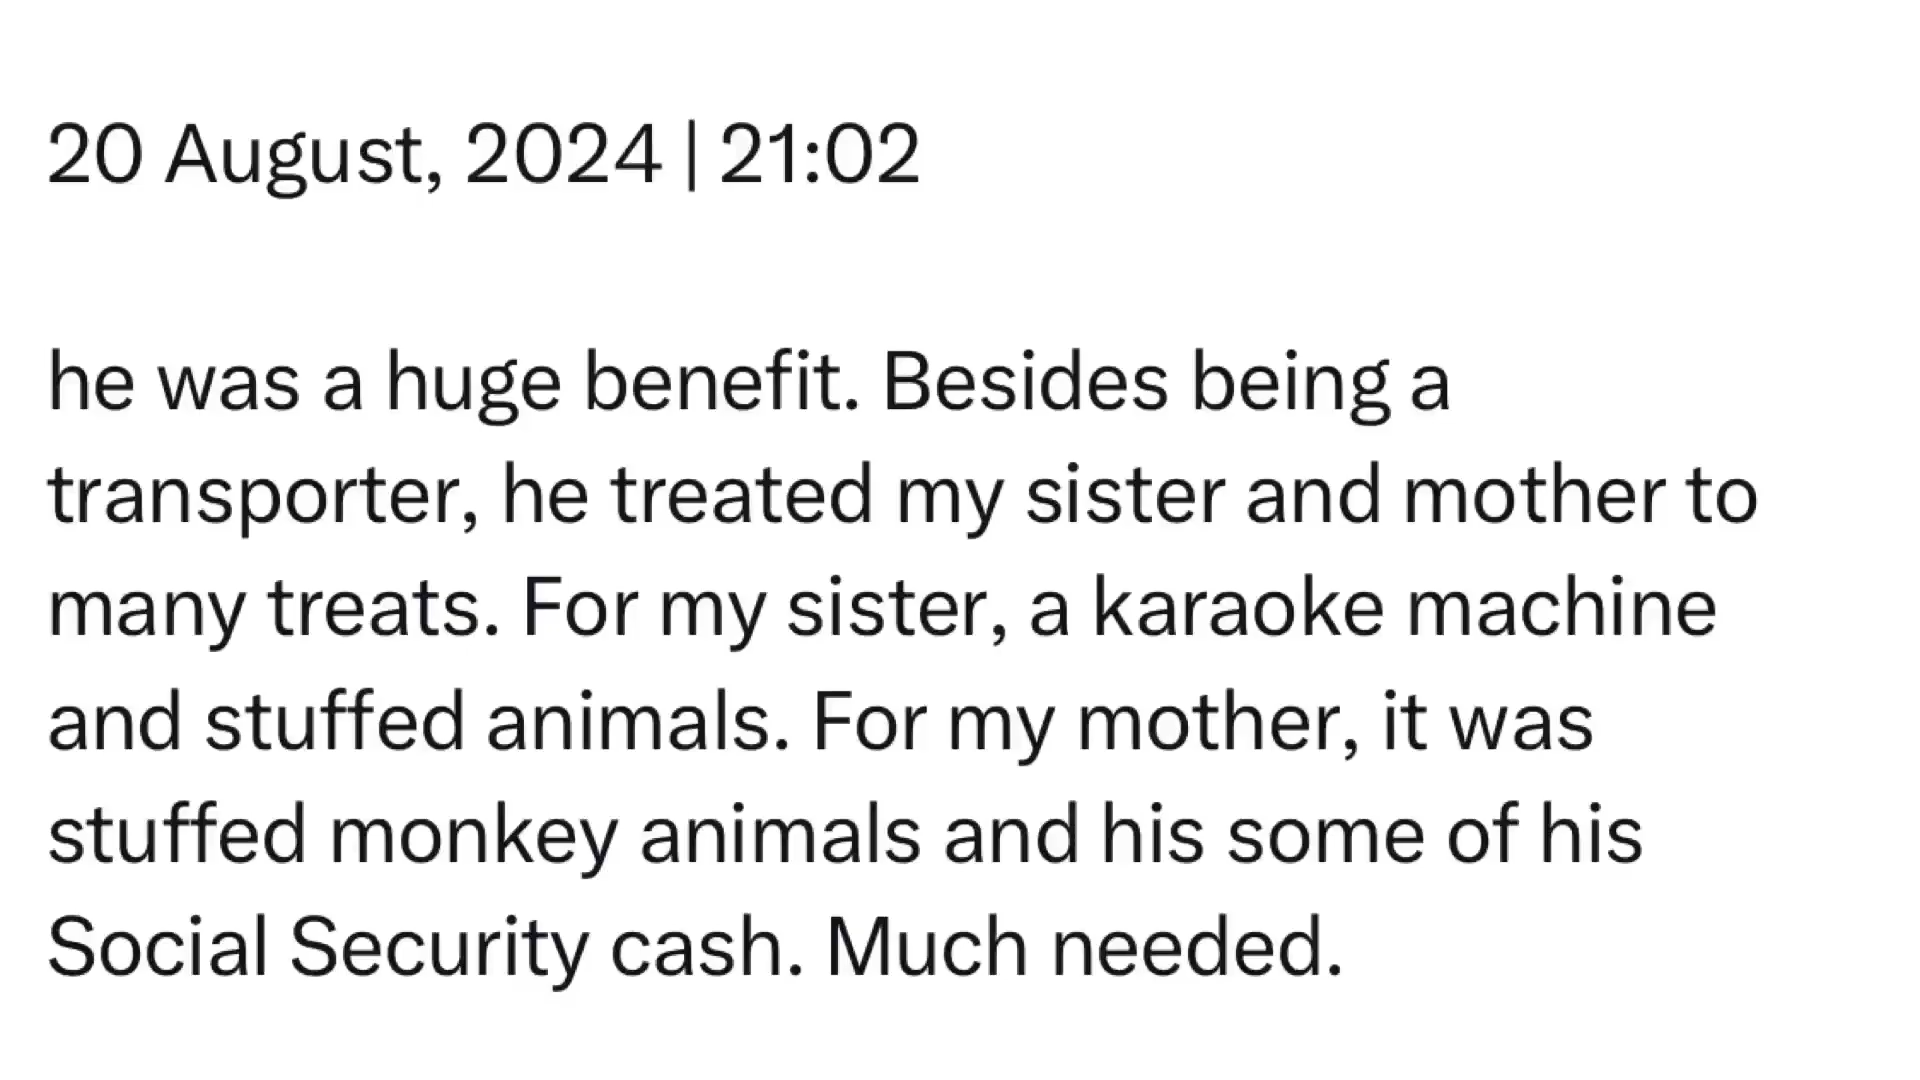 20 August, 2024 | 21:02
he was a huge benefit. Besides being a
transporter, he treated my sister and mother to
many treats. For my sister, a karaoke machine
and stuffed animals. For my mother, it was
stuffed monkey animals and his some of his
Social Security cash. Much needed.